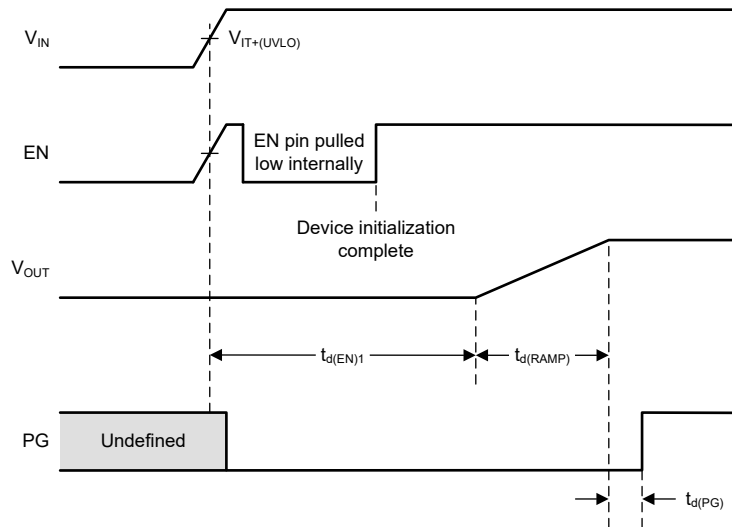 VIN
VIT+(UVLO)
EN
EN pin pulled
low internally
Device initialization
complete
VOUT
td(EN)1
td(RAMP)
PG
Undefined
td(PG)